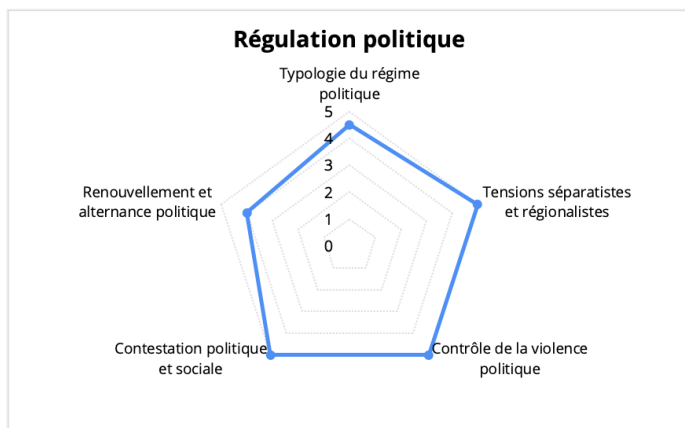 Régulation politique
Typologie du régime
politique
5
4
3
2
1
0
Renouvellement et
alternance politique
Tensions séparatistes
et régionalistes
Contestation politique
et sociale
Contrôle de la violence
politique